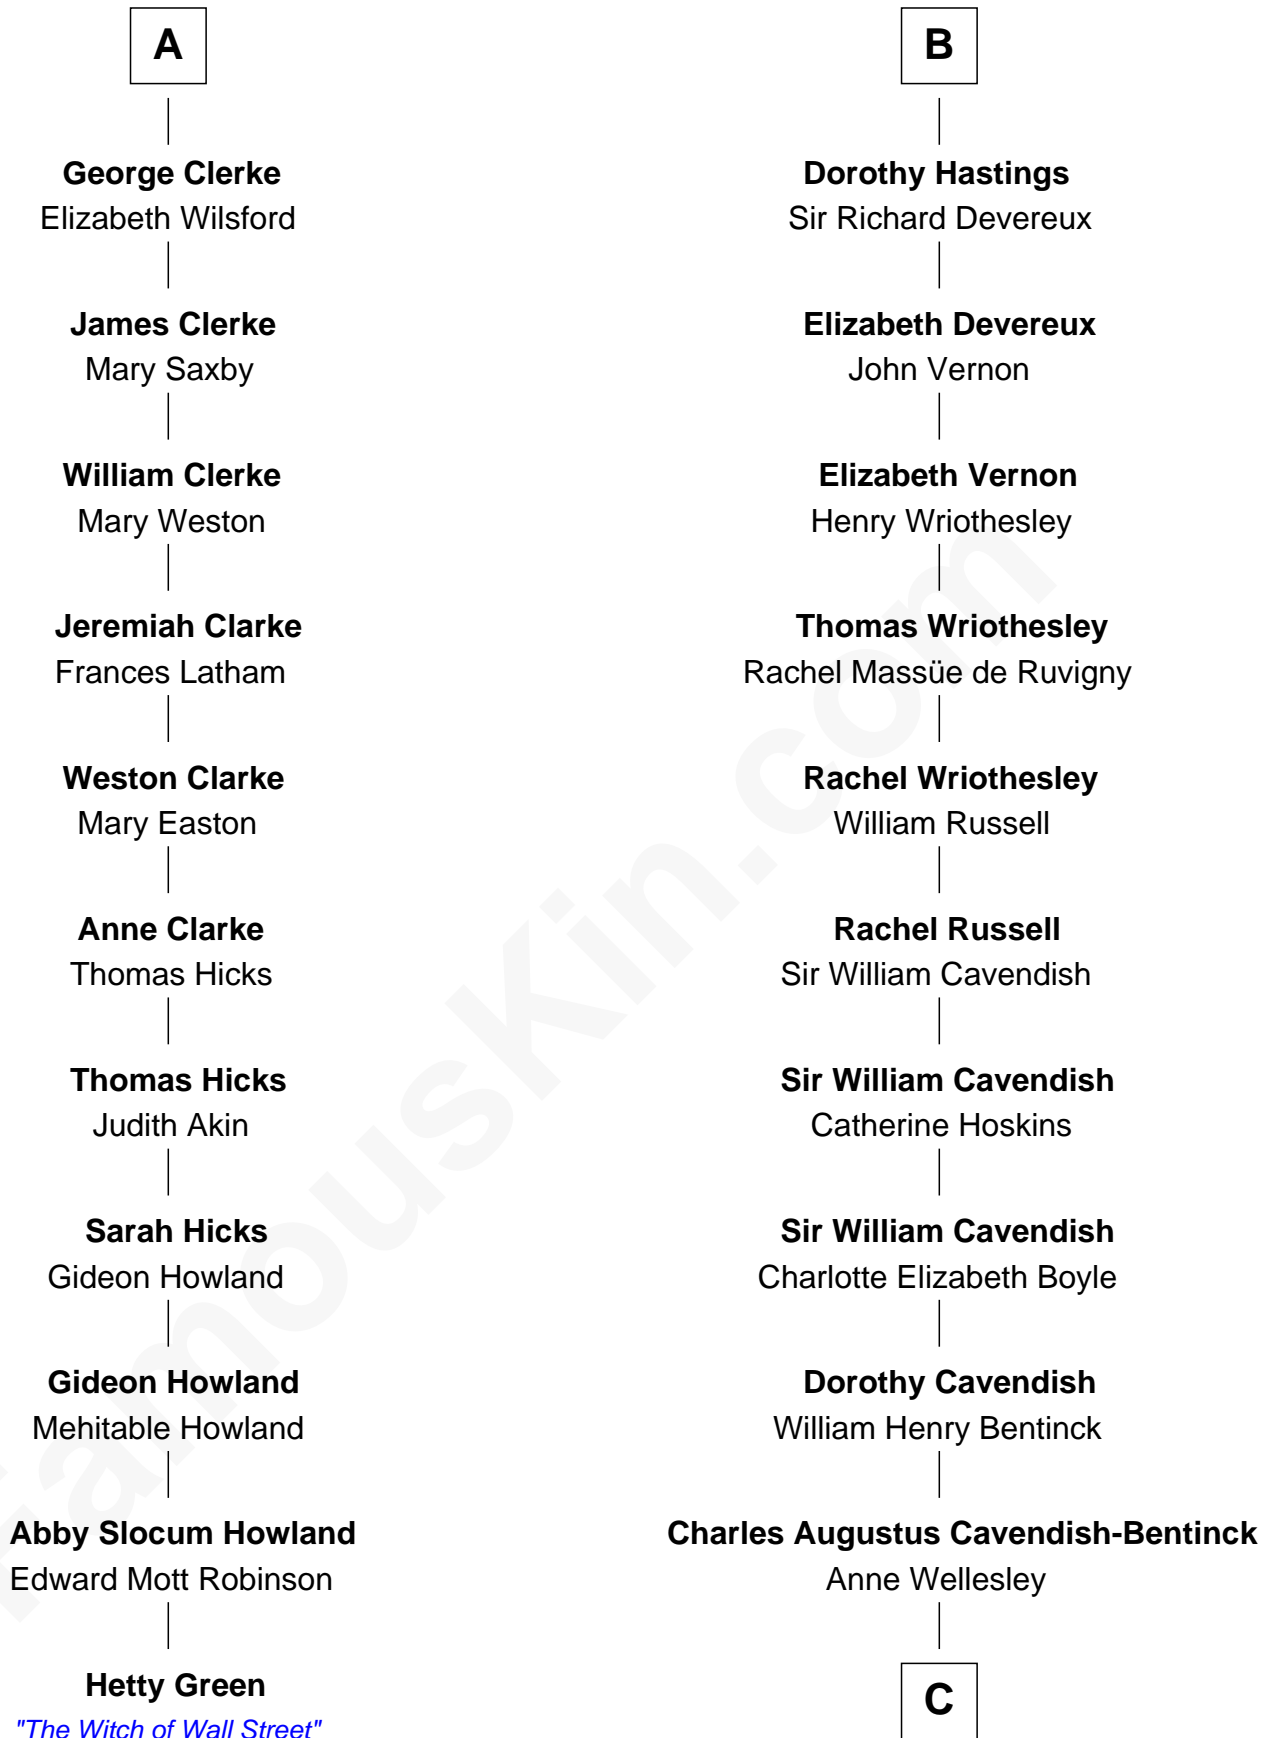 A
George Clerke
Elizabeth Wilsford
James Clerke
Mary Saxby
William Clerke
Mary Weston
Jeremiah Clarke
Frances Latham
Weston Clarke
Mary Easton
Anne Clarke
Thomas Hicks
Thomas Hicks
Judith Akin
Sarah Hicks
Gideon Howland
Gideon Howland
Mehitable Howland
Abby Slocum Howland
Edward Mott Robinson
Hetty Green
"The Witch of Wall Street"
B
Dorothy Hastings
Sir Richard Devereux
Elizabeth Devereux
John Vernon
Elizabeth Vernon
Henry Wriothesley
Thomas Wriothesley
Rachel Massüe de Ruvigny
Rachel Wriothesley
William Russell
Rachel Russell
Sir William Cavendish
Sir William Cavendish
Catherine Hoskins
Sir William Cavendish
Charlotte Elizabeth Boyle
Dorothy Cavendish
William Henry Bentinck
Charles Augustus Cavendish-Bentinck
Anne Wellesley
C
FamousKin.com